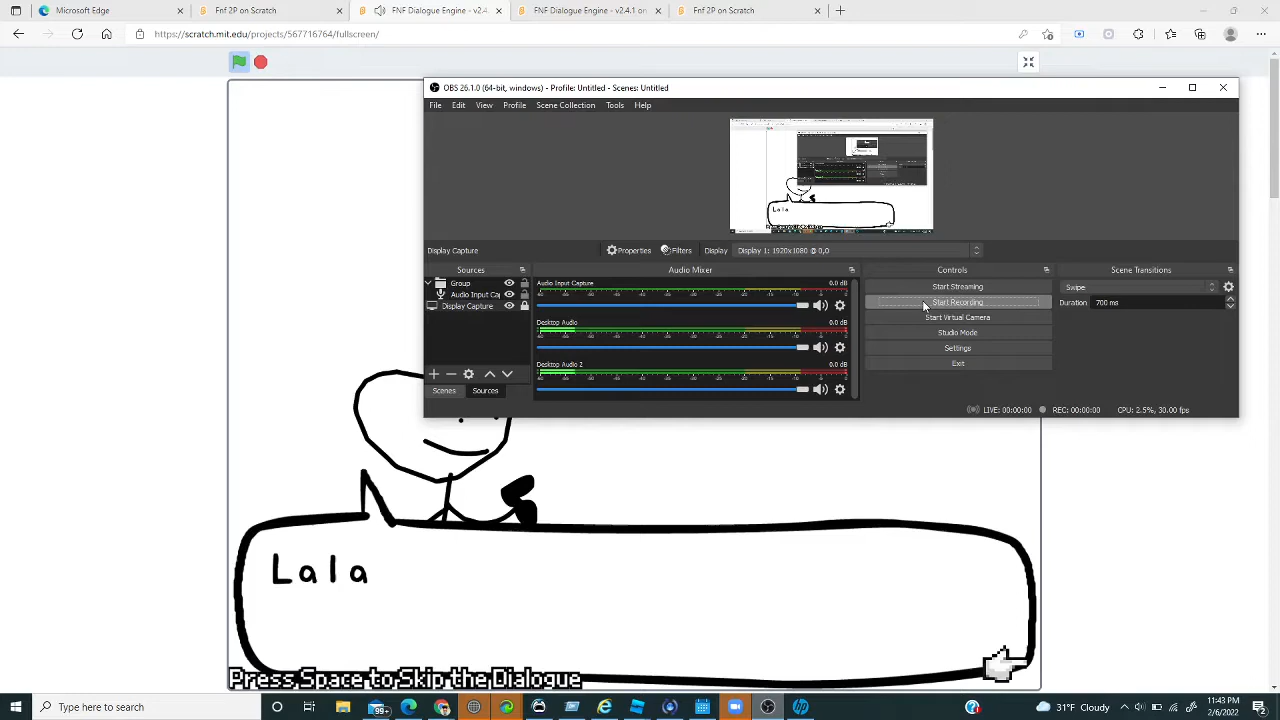 Microsoft Edge
Fnf 2P on Scratch
FNF Dialogue Engine - v2.4.
FNF Dialogue Engine - v2.4.1 or
Fnf 2P on Scratch
https://scratch.mit.edu/projects/567716764/fullscreen/
OBS 26.1.0 (64-bit, windows) - Profile: Untitled - Scenes: Untitled
File Edit View Profile Scene Collection Tools Help
Lala
Display Capture
Properties
Filters
Display
Display 1: 1920x1080 @ 0,0
Sources
Audio Mixer
Controls
Scene Transitions
Group
Audio Input Ca
Display Capture
Scenes
Sources
Audio Input Capture
0.0 dB
Desktop Audio
0.0 dB
Desktop Audio 2
0.0 dB
Start Streaming
Start Recording
Start Virtual Camera
Studio Mode
Settings
Exit
Swipe
Duration 700 ms
LIVE: 00:00:00
REC: 00:00:00
CPU: 2.5%, 30.00 fps
Lala
Press Space to Skip the Dialogue
Type here to search
99+
31°F Cloudy
11:43 PM
2/6/2022
2